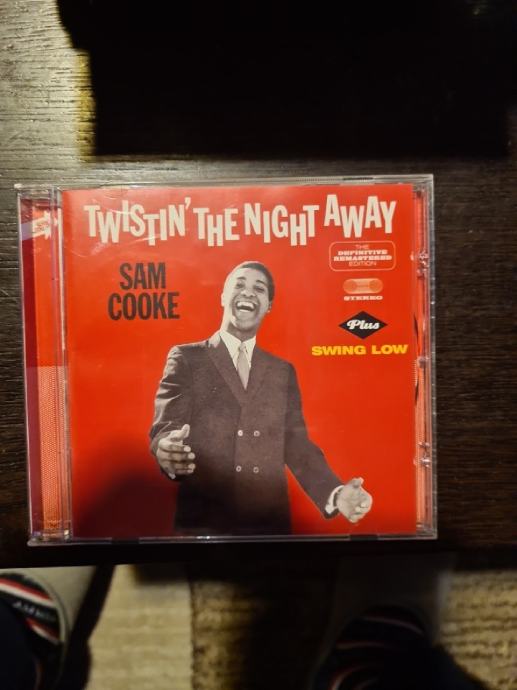 TWISTIN' THE NIGHT AWAY
SAM
COOKE
THE
DEFINITIVE
REMASTERED
EDITION
STEREO
Plus
SWING LOW